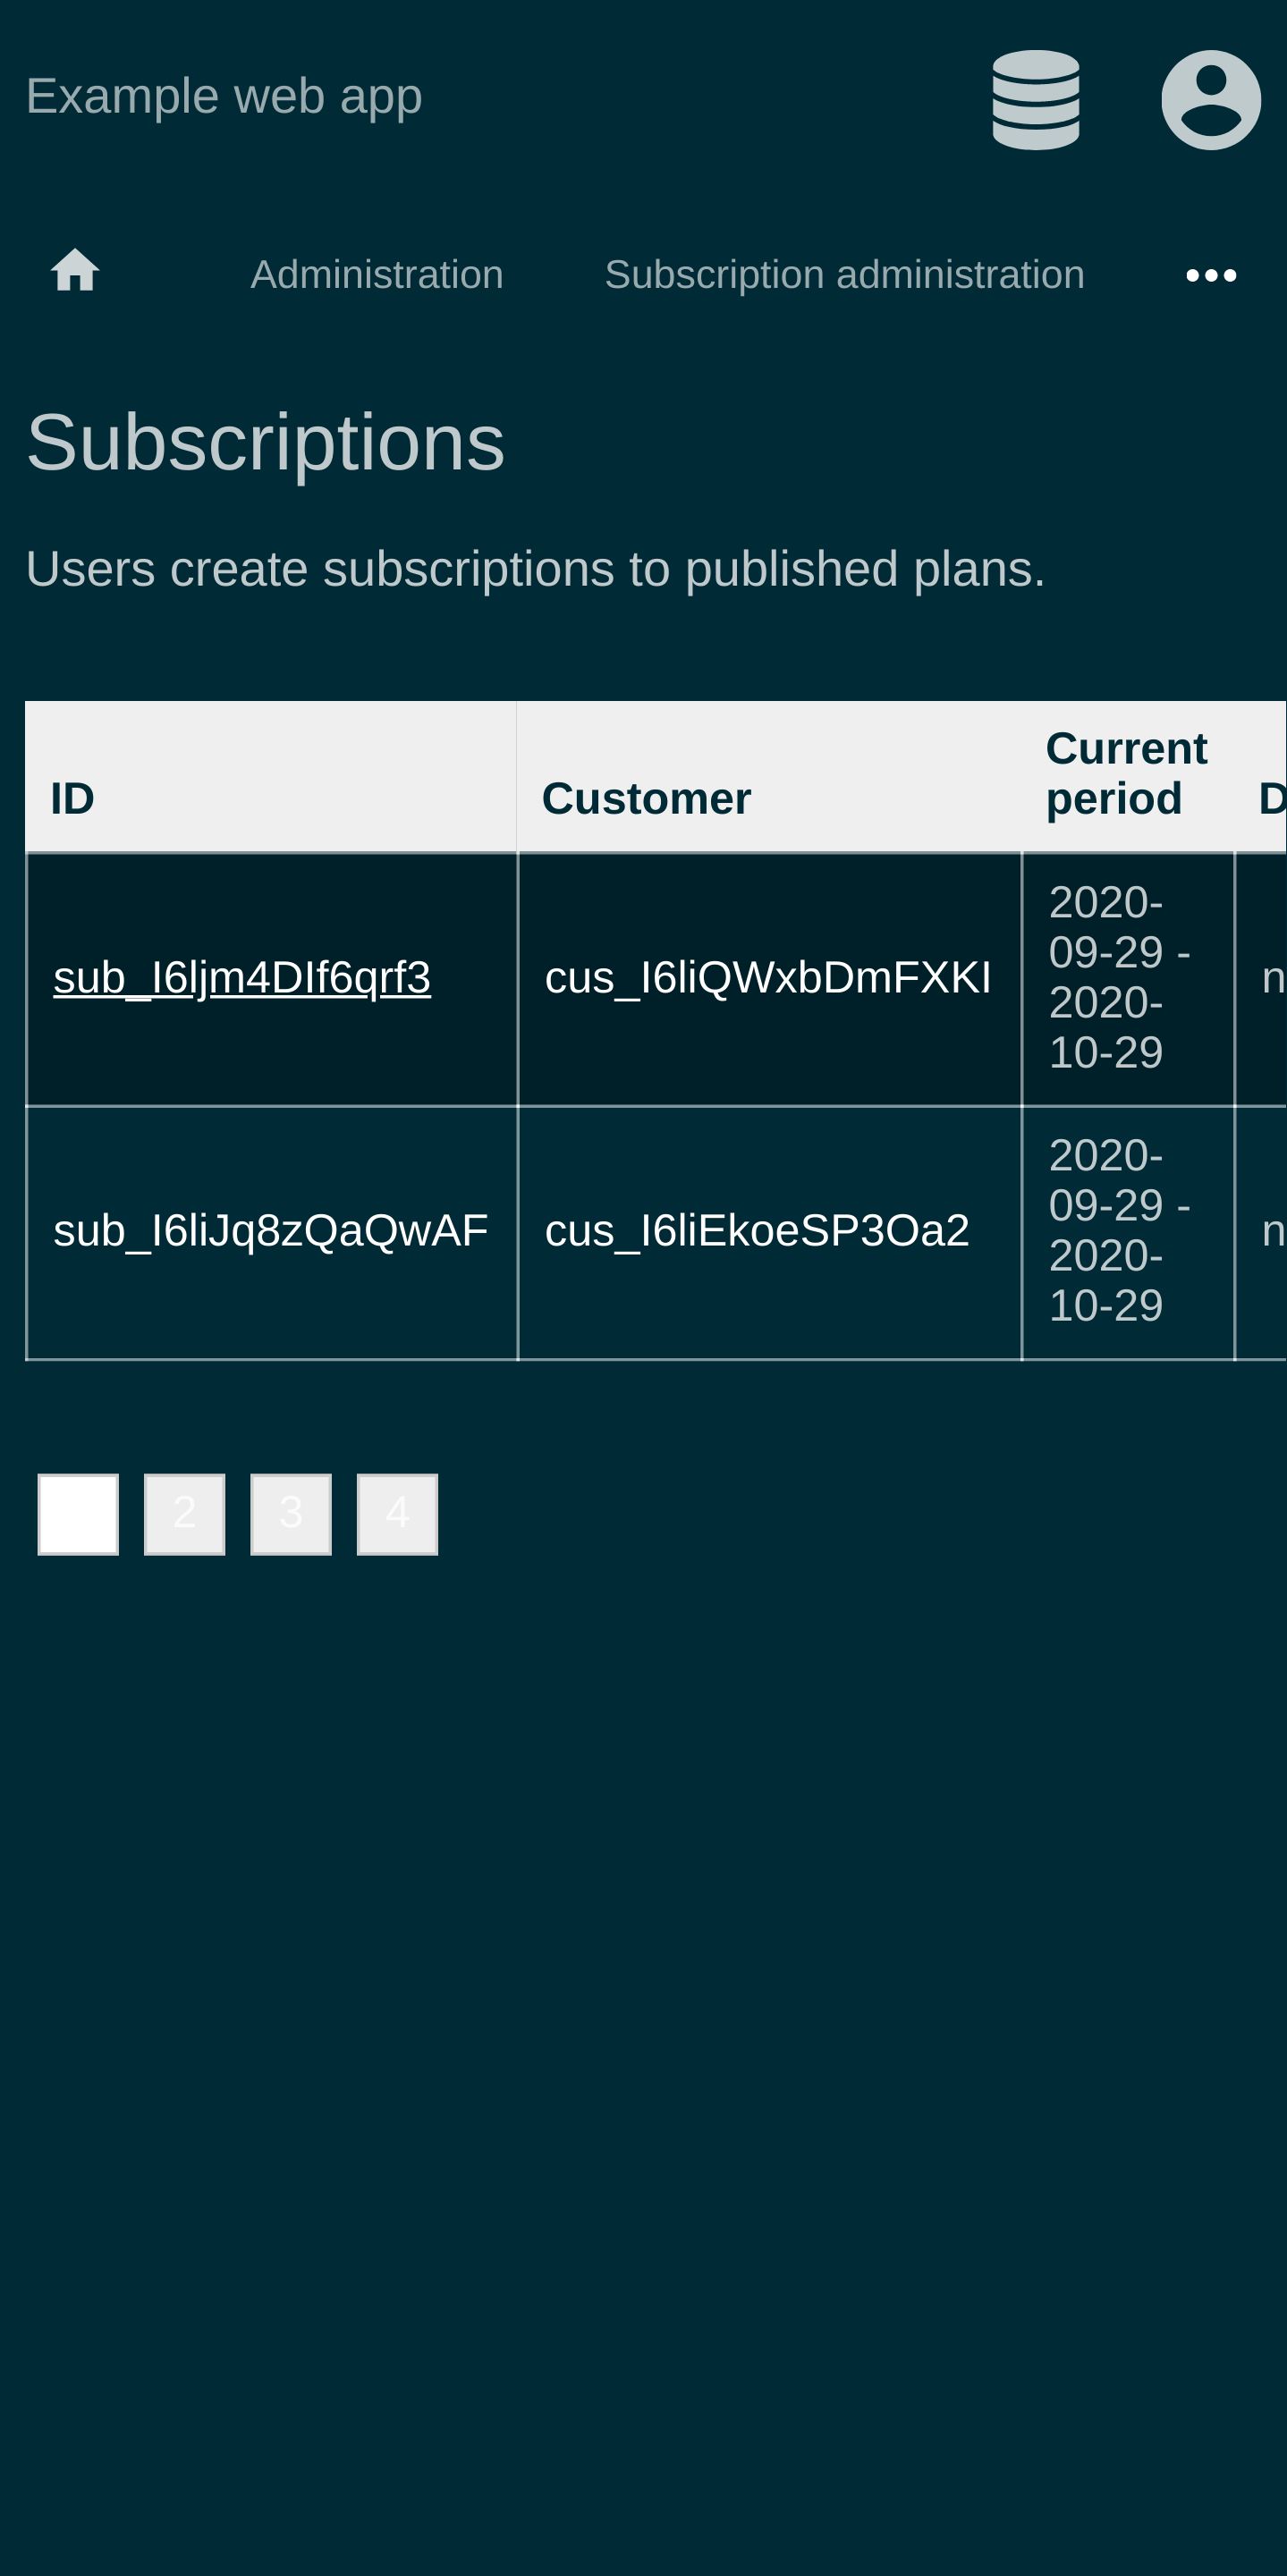 Example web app
Administration Subscription administration
Subscriptions
Users create subscriptions to published plans.
ID Customer Current period
sub_I6ljm4DIf6qrf3 cus_I6liQWxbDmFXKI 2020-09-29 - 2020-10-29
sub_I6liJq8zQaQwAF cus_I6liEkoeSP3Oa2 2020-09-29 - 2020-10-29
2 3 4